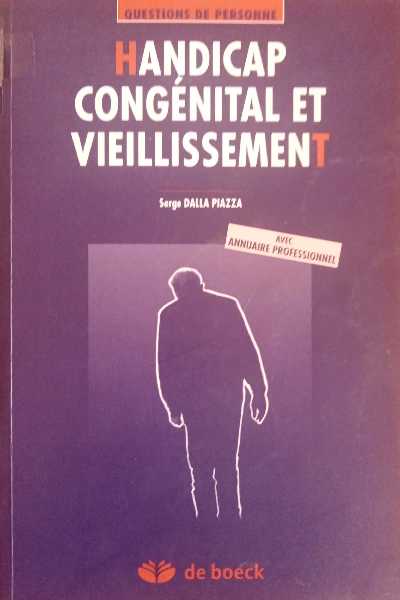 QUESTIONS DE PERSONNE
HANDICAP
CONGÉNITAL ET
VIEILLISSEMENT
Serge DALLA PIAZZA
AVEC
ANNUAIRE PROFESSIONNEL
de boeck